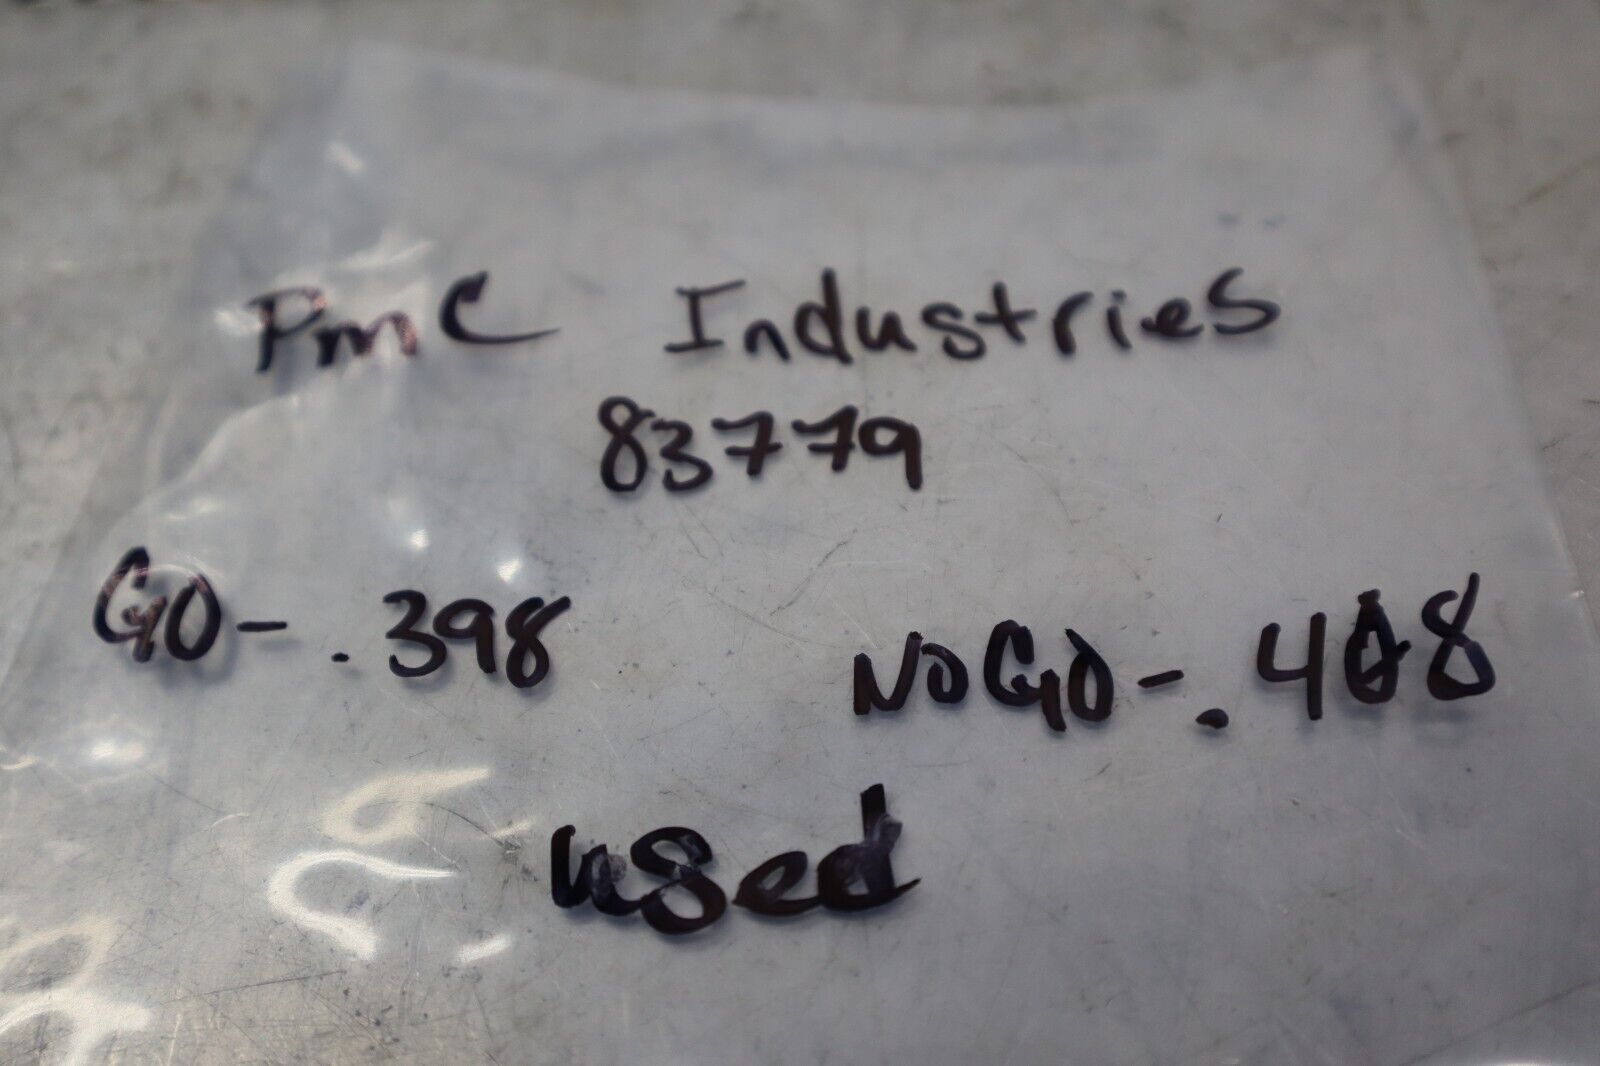 PmC Industries
83779
GO - .398 NOGO - .408
used